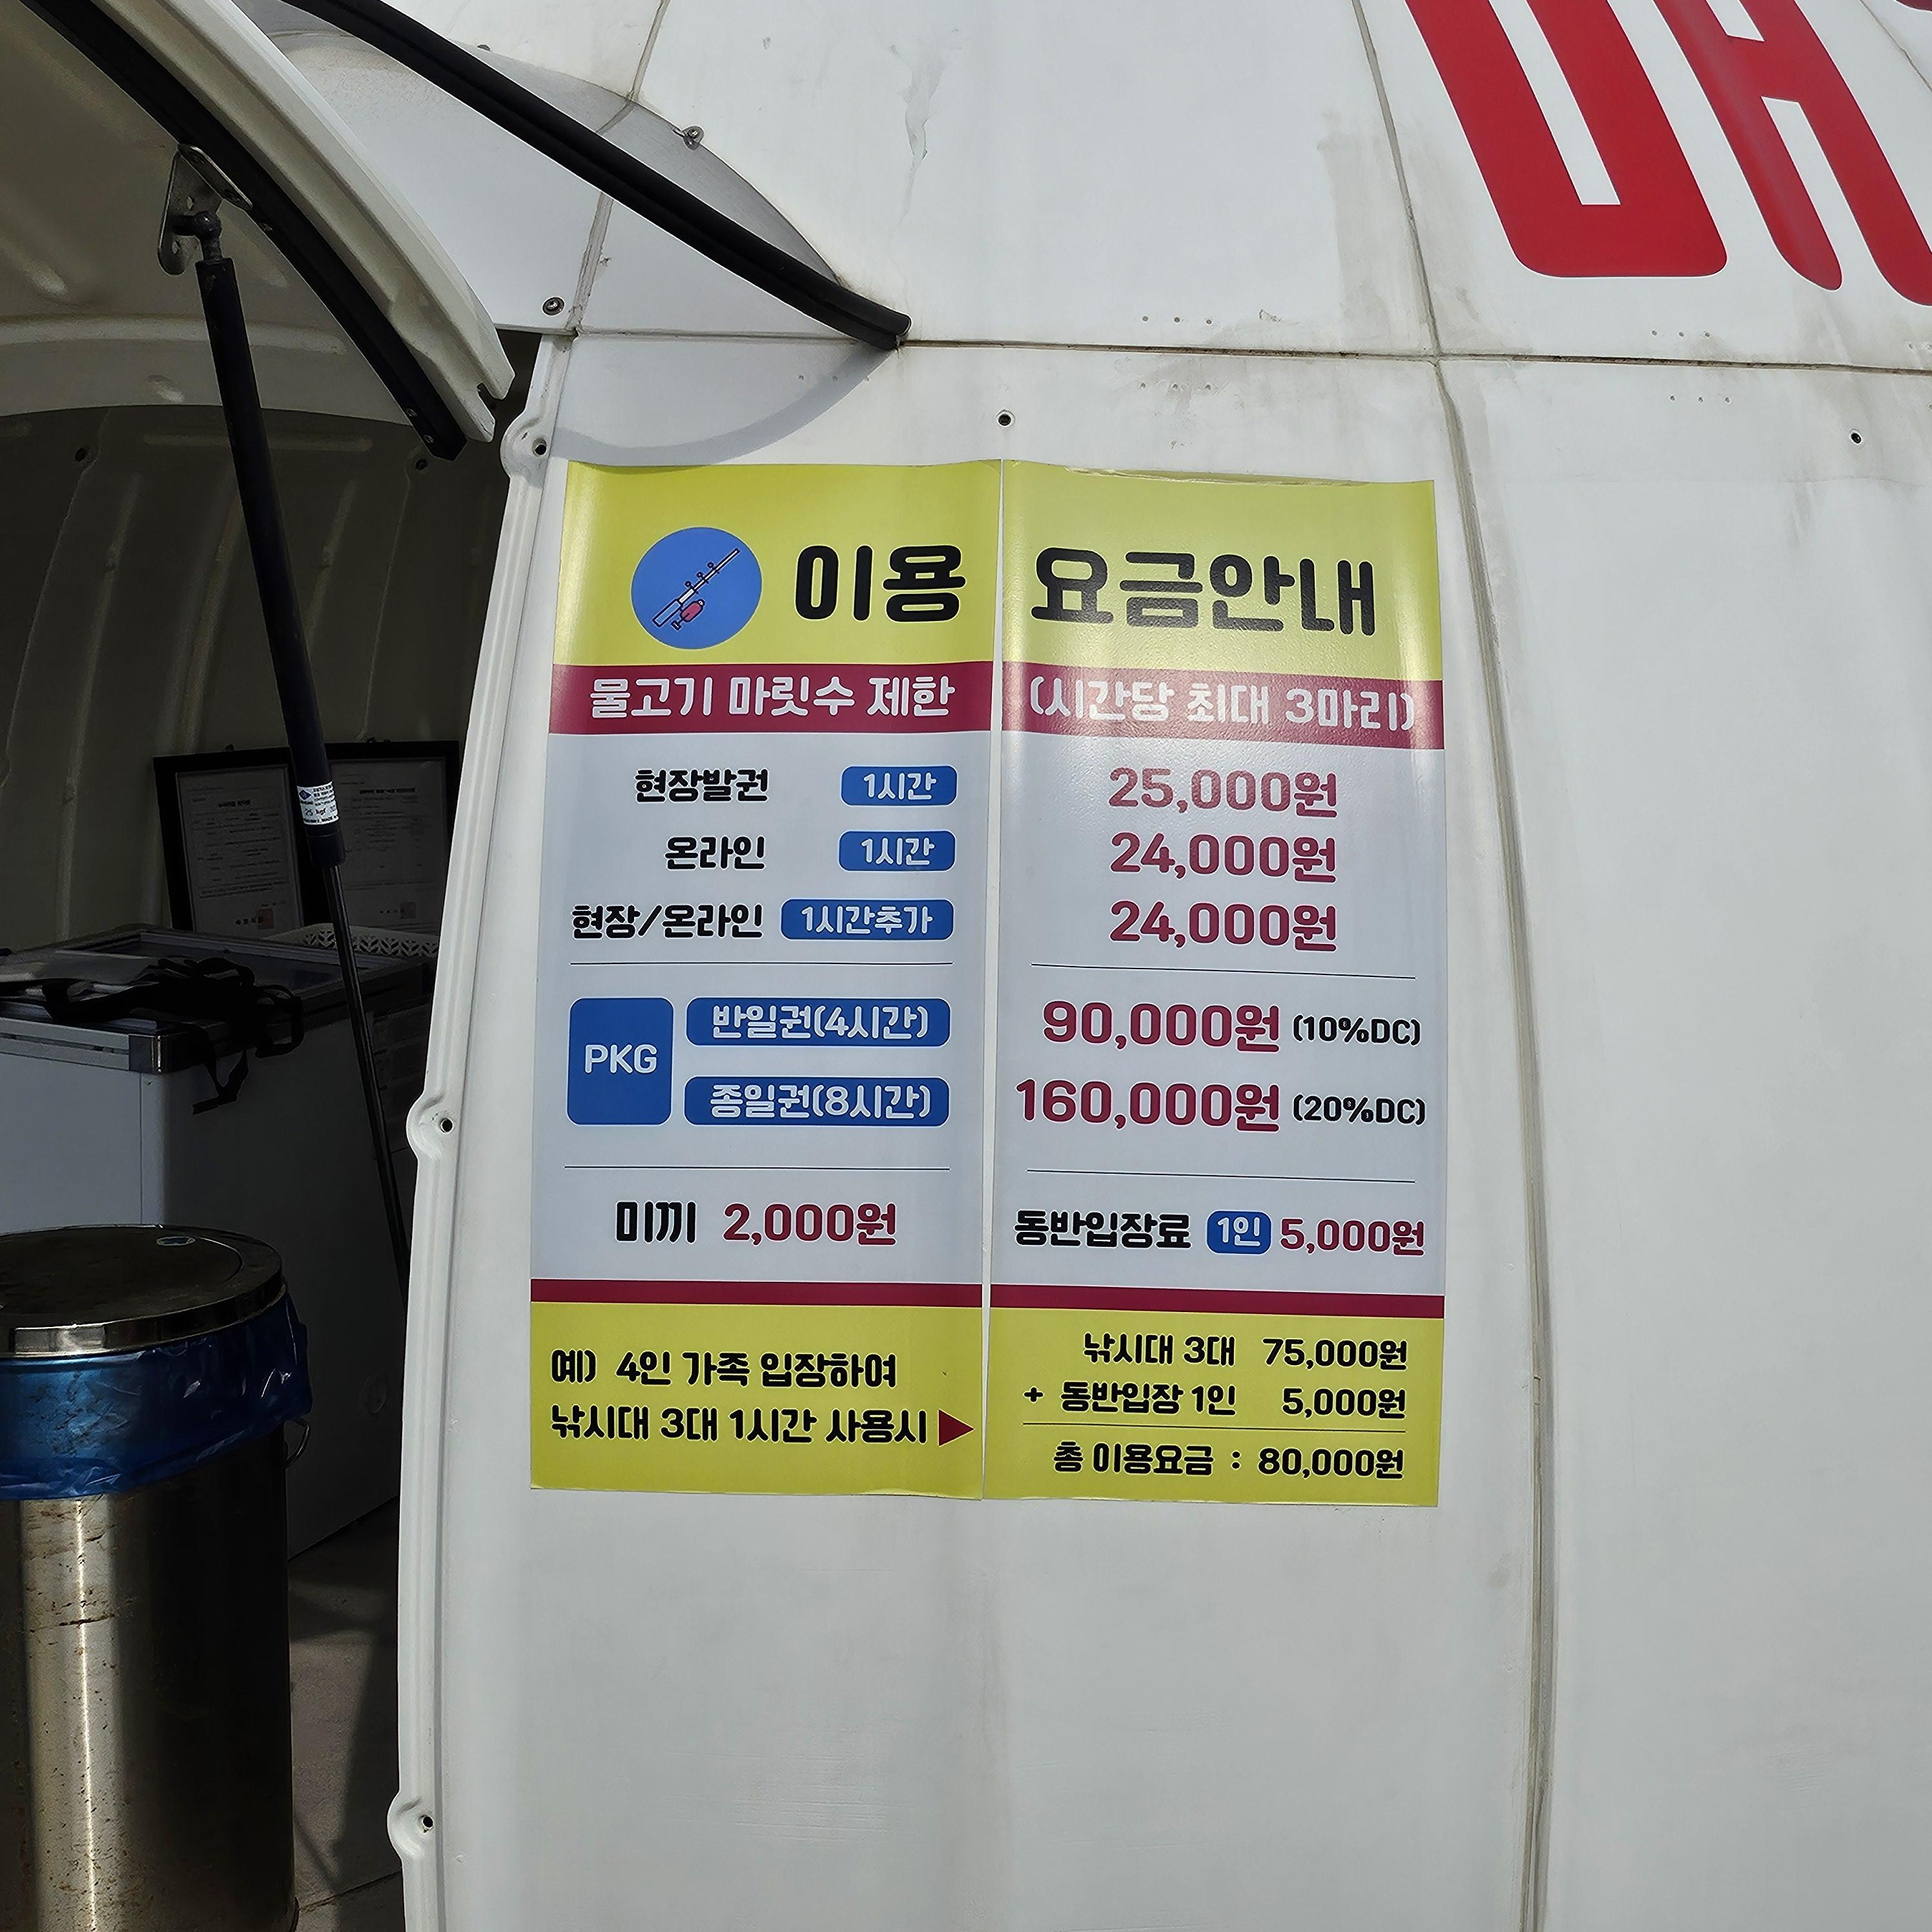 이용 요금안내
물고기 마릿수 제한 (시간당 최대 3마리)
현장발권 1시간 25,000원
온라인 1시간 24,000원
현장/온라인 1시간추가 24,000원
PKG
반일권(4시간) 90,000원 (10%DC)
종일권(8시간) 160,000원 (20%DC)
미끼 2,000원
동반입장료 1인 5,000원
예) 4인 가족 입장하여
낚시대 3대 1시간 사용시
낚시대 3대 75,000원
+ 동반입장 1인 5,000원
총 이용요금 : 80,000원